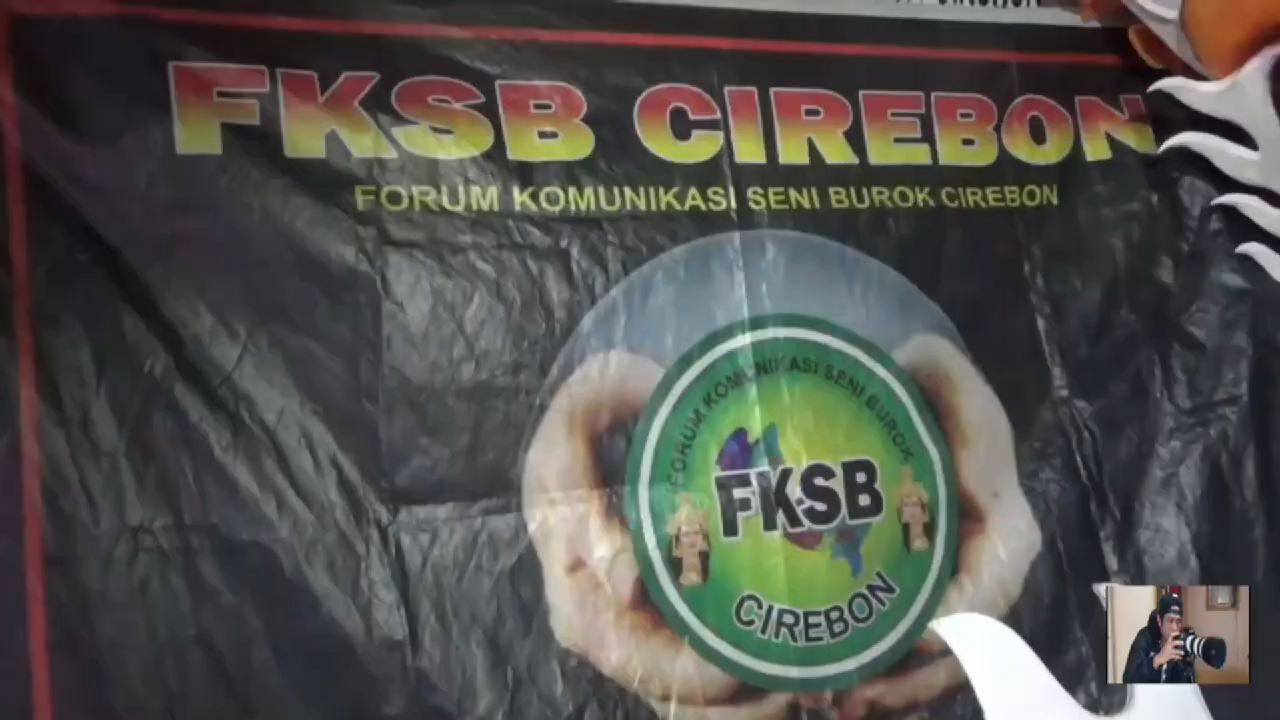 FKSB CIREBON
FORUM KOMUNIKASI SENI BUROK CIREBON
FORUM KOMUNIKASI SENI BUROK
FKSB
CIREBON